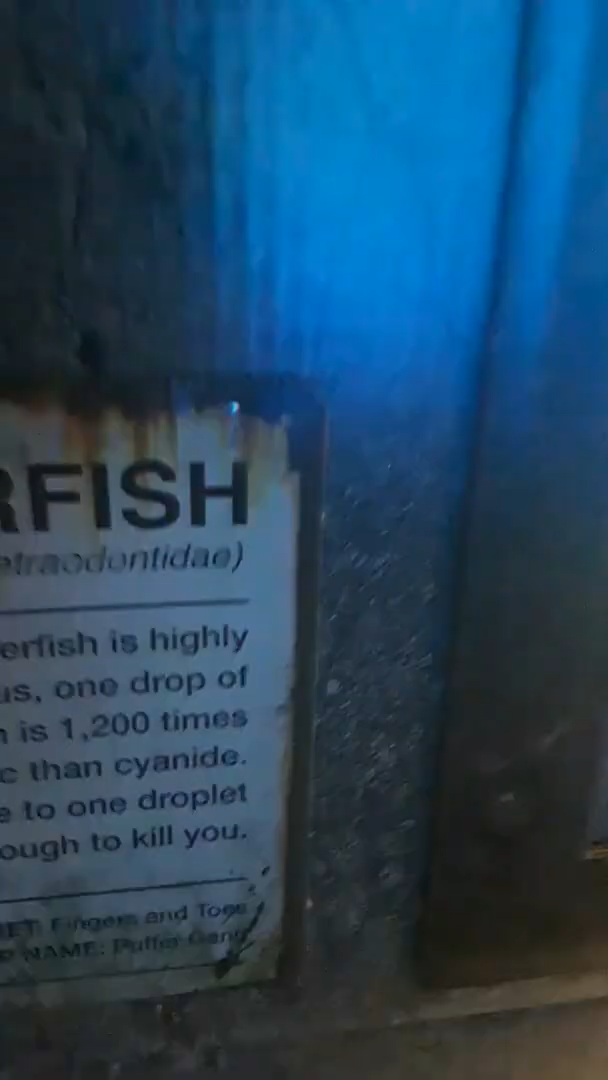 RFISH
etraodontidae)
erfish is highly
us, one drop of
n is 1,200 times
c than cyanide.
e to one droplet
ough to kill you.
ET: Fingers and Toes
P NAME: Puffer Gang